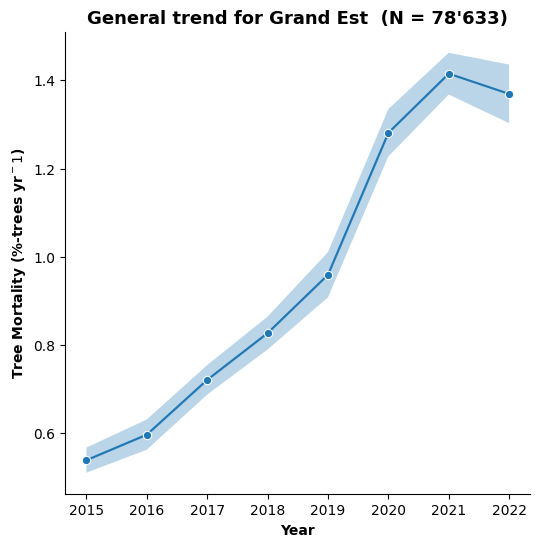 General trend for Grand Est  (N = 78'633)
Tree Mortality (%-trees yr⁻1)
1.4
1.2
1.0
0.8
0.6
2015 2016 2017 2018 2019 2020 2021 2022
Year